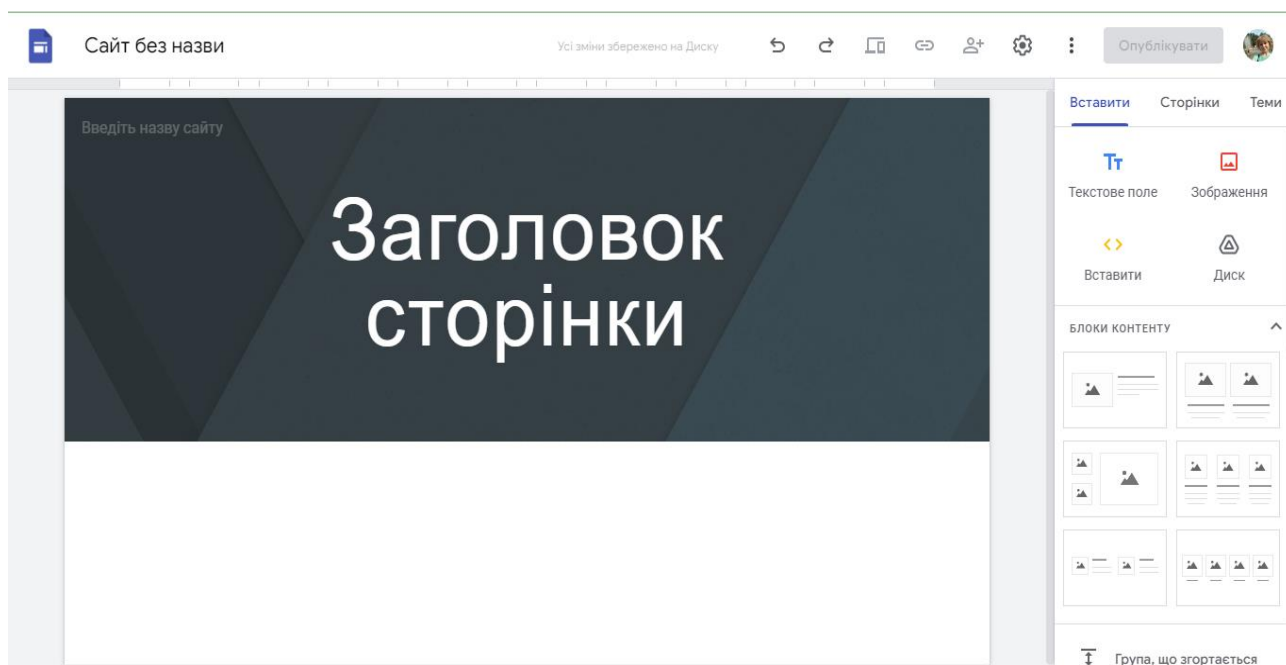 Сайт без назви
Усі зміни збережено на Диску
Опублікувати
Введіть назву сайту
Заголовок
сторінки
Вставити Сторінки Теми
Текстове поле Зображення
Вставити Диск
БЛОКИ КОНТЕНТУ
Група, що згортається